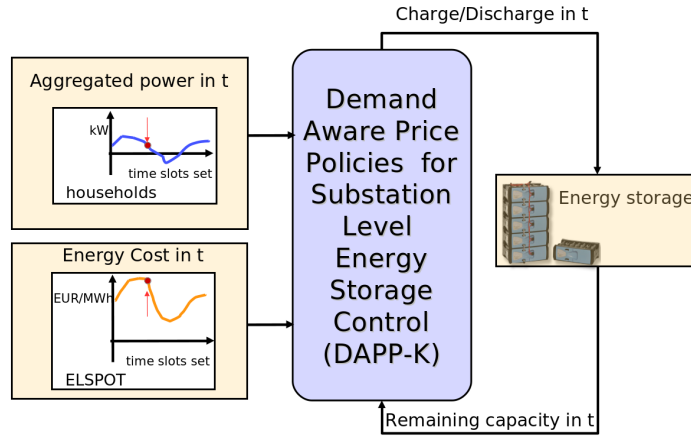 Charge/Discharge in t
Aggregated power in t
kW
time slots set
households
Demand
Aware Price
Policies for
Substation
Level
Energy
Storage
Control
(DAPP-K)
Energy storage
Energy Cost in t
EUR/MWh
time slots set
ELSPOT
Remaining capacity in t